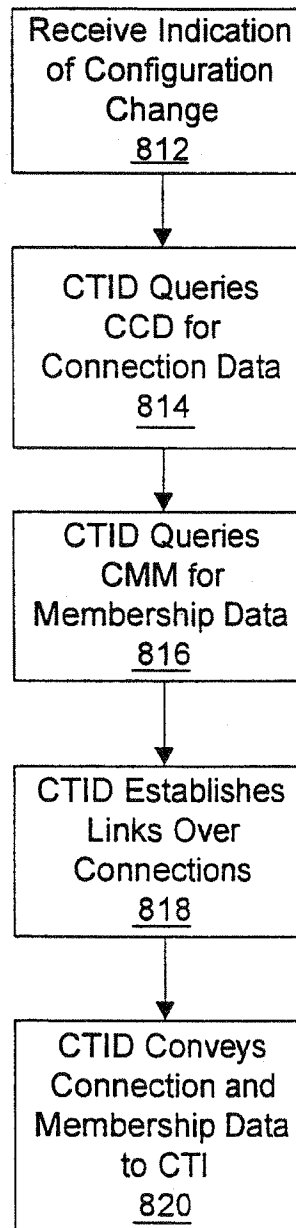 Receive Indication
of Configuration
Change
812
CTID Queries
CCD for
Connection Data
814
CTID Queries
CMM for
Membership Data
816
CTID Establishes
Links Over
Connections
818
CTID Conveys
Connection and
Membership Data
to CTI
820